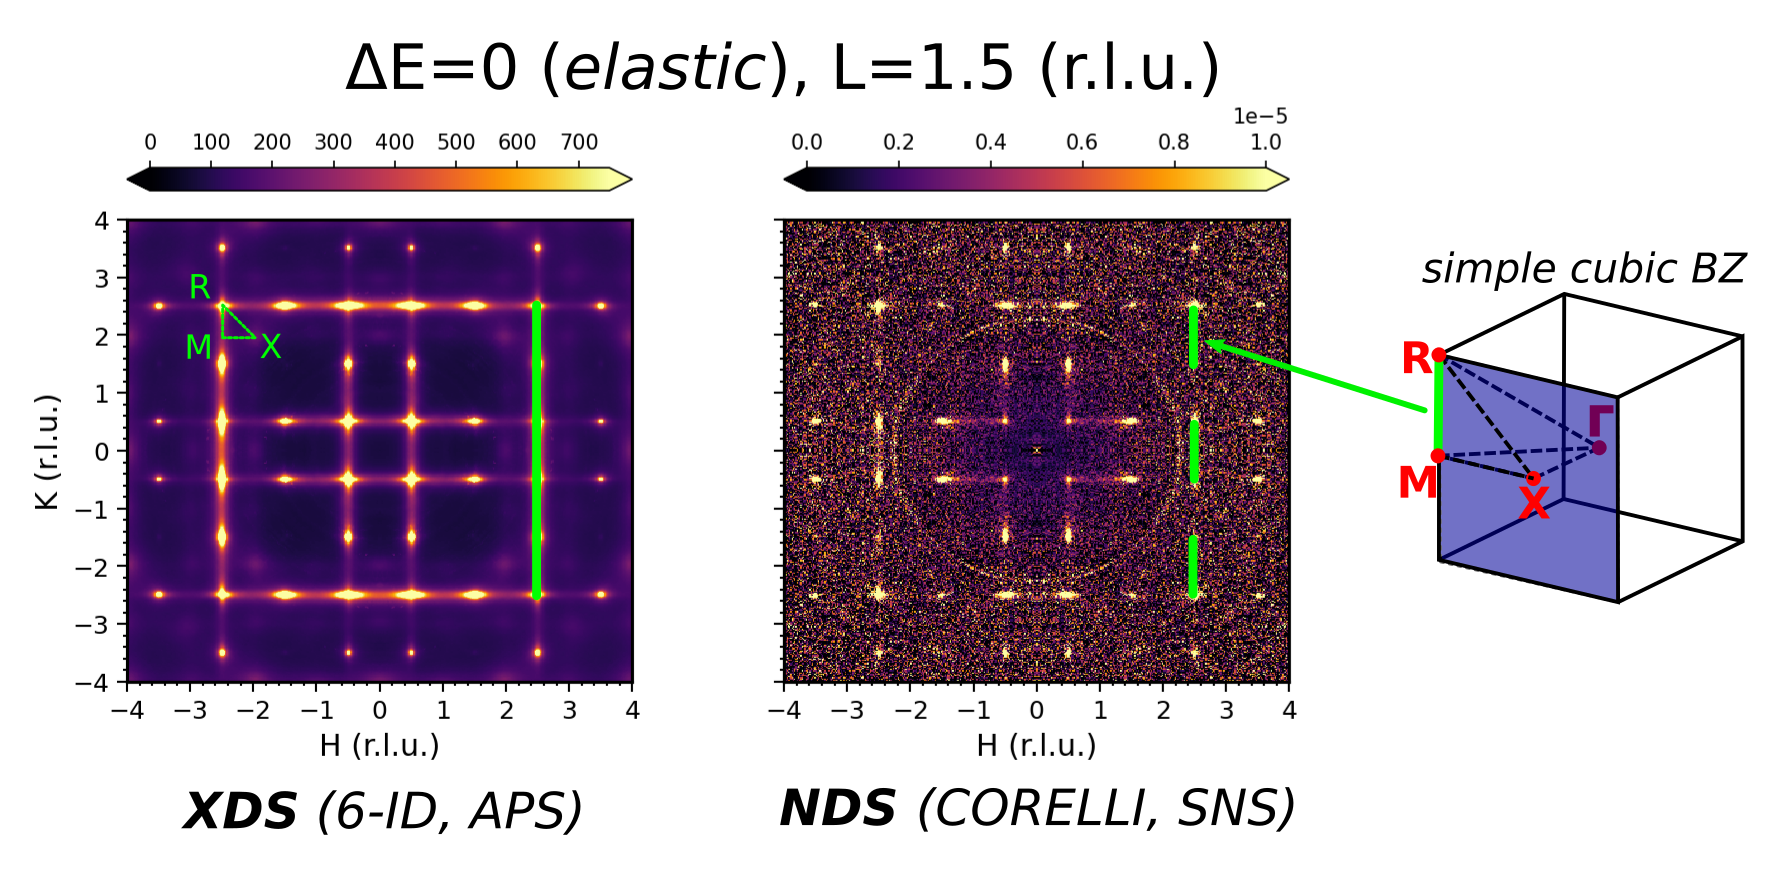 ΔE=0 (elastic), L=1.5 (r.l.u.)
0 100 200 300 400 500 600 700
1e−5
0.0 0.2 0.4 0.6 0.8 1.0
4
3
2
1
0
−1
−2
−3
−4
K (r.l.u.)
R
M X
−4 −3 −2 −1 0 1 2 3 4
H (r.l.u.)
XDS (6-ID, APS)
−4 −3 −2 −1 0 1 2 3 4
H (r.l.u.)
NDS (CORELLI, SNS)
simple cubic BZ
R
Γ
M
X